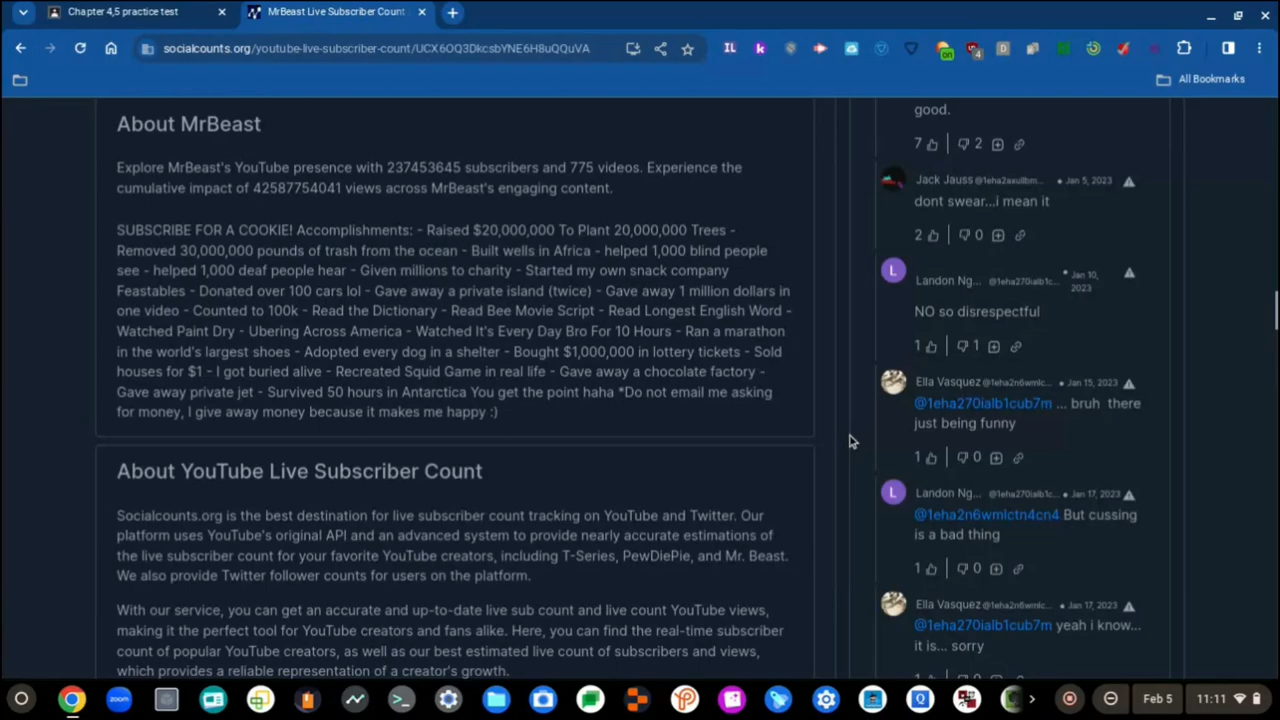 Chapter 4,5 practice test
MrBeast Live Subscriber Count
socialcounts.org/youtube-live-subscriber-count/UCX6OQ3DkcsbYNE6H8uQQuVA
IL
k
on
4
D
All Bookmarks
About MrBeast
Explore MrBeast's YouTube presence with 237453645 subscribers and 775 videos. Experience the
cumulative impact of 42587754041 views across MrBeast's engaging content.
SUBSCRIBE FOR A COOKIE! Accomplishments: - Raised $20,000,000 To Plant 20,000,000 Trees -
Removed 30,000,000 pounds of trash from the ocean - Built wells in Africa - helped 1,000 blind people
see - helped 1,000 deaf people hear - Given millions to charity - Started my own snack company
Feastables - Donated over 100 cars lol - Gave away a private island (twice) - Gave away 1 million dollars in
one video - Counted to 100k - Read the Dictionary - Read Bee Movie Script - Read Longest English Word -
Watched Paint Dry - Ubering Across America - Watched It's Every Day Bro For 10 Hours - Ran a marathon
in the world's largest shoes - Adopted every dog in a shelter - Bought $1,000,000 in lottery tickets - Sold
houses for $1 - I got buried alive - Recreated Squid Game in real life - Gave away a chocolate factory -
Gave away private jet - Survived 50 hours in Antarctica You get the point haha *Do not email me asking
for money, I give away money because it makes me happy :)
About YouTube Live Subscriber Count
Socialcounts.org is the best destination for live subscriber count tracking on YouTube and Twitter. Our
platform uses YouTube's original API and an advanced system to provide nearly accurate estimations of
the live subscriber count for your favorite YouTube creators, including T-Series, PewDiePie, and Mr. Beast.
We also provide Twitter follower counts for users on the platform.
With our service, you can get an accurate and up-to-date live sub count and live count YouTube views,
making it the perfect tool for YouTube creators and fans alike. Here, you can find the real-time subscriber
count of popular YouTube creators, as well as our best estimated live count of subscribers and views,
which provides a reliable representation of a creator's growth.
good.
7 2
Jack Jauss @1eha2axullbm... • Jan 5, 2023
dont swear...i mean it
2 0
L
Landon Ng... @1eha270ialb1c... • Jan 10,
2023
NO so disrespectful
1 1
Ella Vasquez @1eha2n6wmlc... • Jan 15, 2023
@1eha270ialb1cub7m ... bruh there
just being funny
1 0
L
Landon Ng... @1eha270ialb1c... • Jan 17, 2023
@1eha2n6wmlctn4cn4 But cussing
is a bad thing
1 0
Ella Vasquez @1eha2n6wmlc... • Jan 17, 2023
@1eha270ialb1cub7m yeah i know...
it is... sorry
zoom
Feb 5
11:11